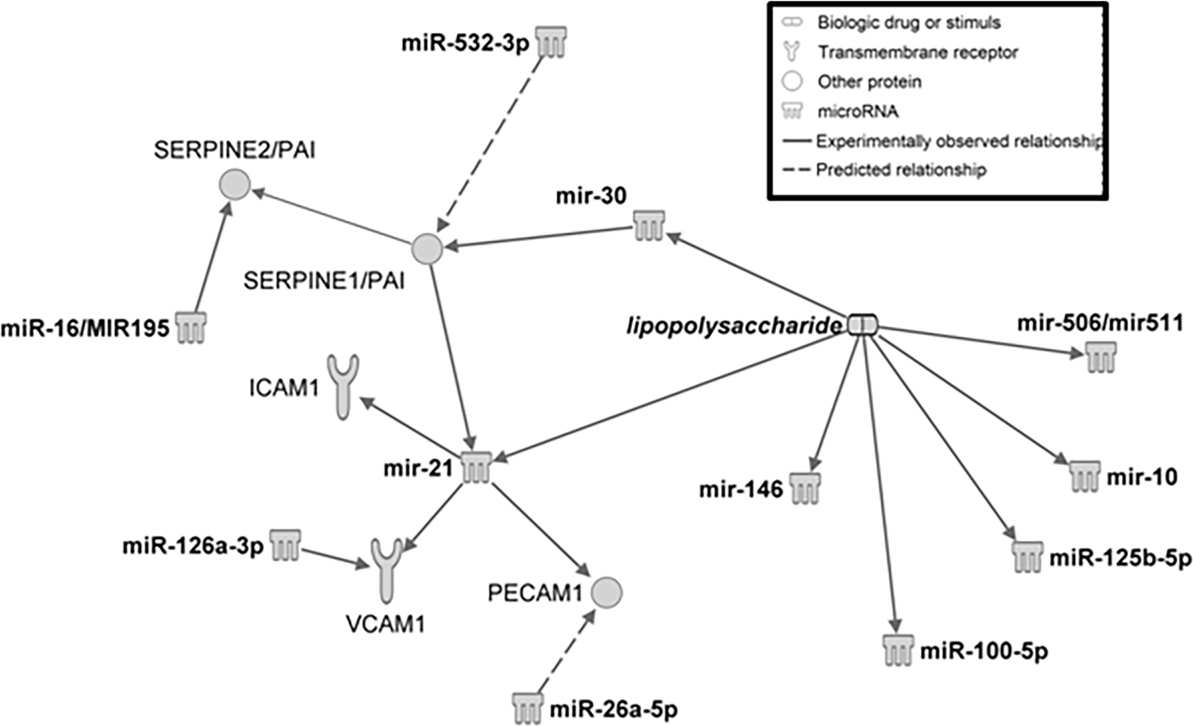 miR-532-3p
Biologic drug or stimuls
Transmembrane receptor
Other protein
microRNA
Experimentally observed relationship
Predicted relationship
SERPINE2/PAI
mir-30
SERPINE1/PAI
miR-16/MIR195
lipopolysaccharide
mir-506/mir511
ICAM1
mir-21
mir-146
mir-10
miR-126a-3p
miR-125b-5p
PECAM1
VCAM1
miR-100-5p
miR-26a-5p